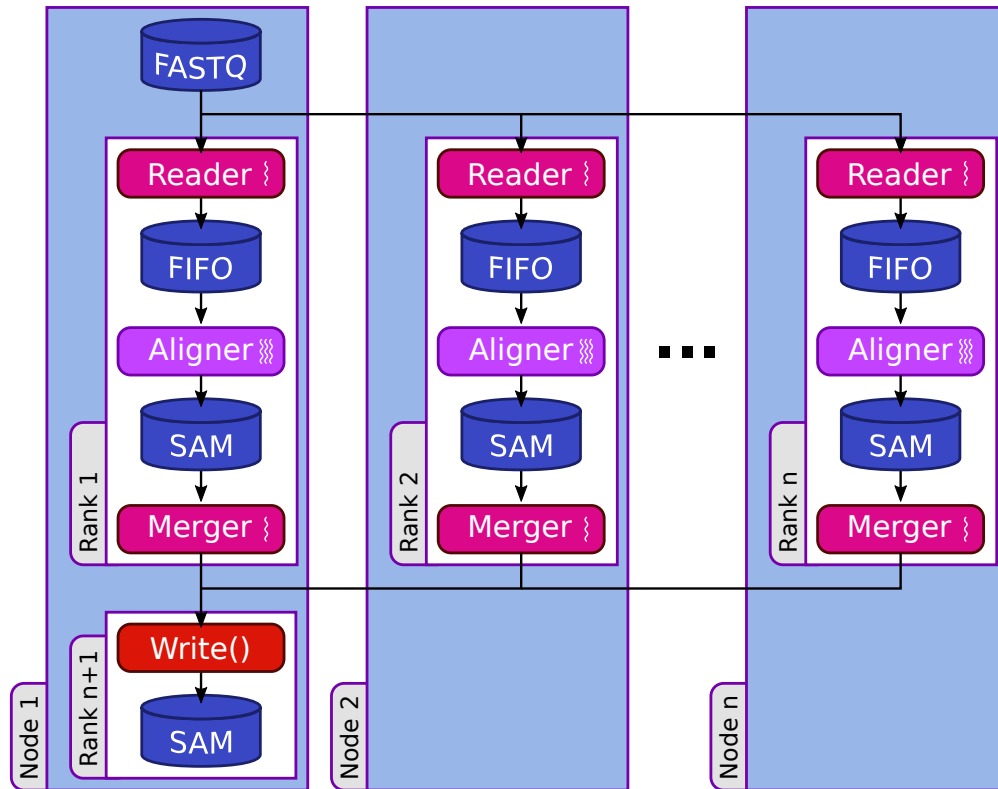 FASTQ
Reader
Reader
Reader
FIFO
FIFO
FIFO
Aligner
Aligner
Aligner
...
SAM
SAM
SAM
Rank 1
Rank 2
Rank n
Merger
Merger
Merger
Write()
SAM
Rank n+1
Node 1
Node 2
Node n